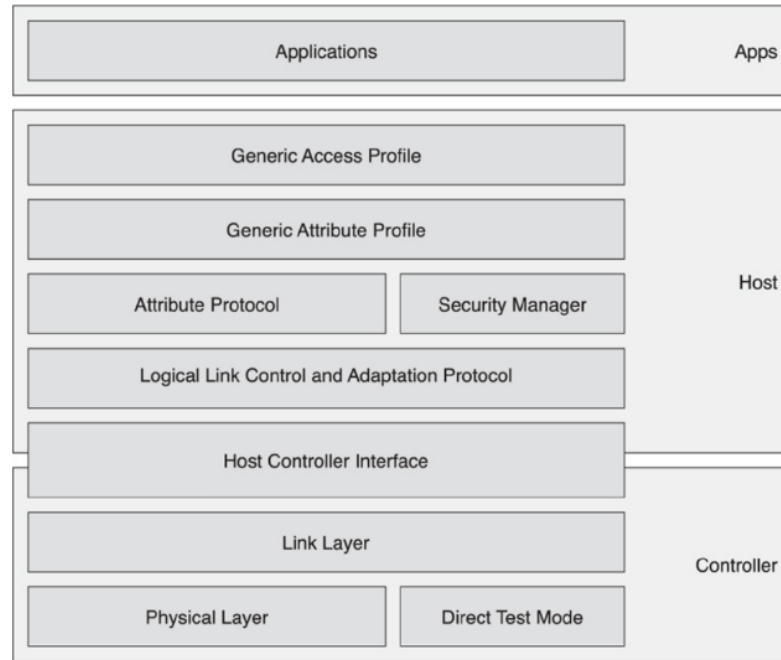 Applications
Apps
Generic Access Profile
Generic Attribute Profile
Host
Attribute Protocol
Security Manager
Logical Link Control and Adaptation Protocol
Host Controller Interface
Link Layer
Controller
Physical Layer
Direct Test Mode